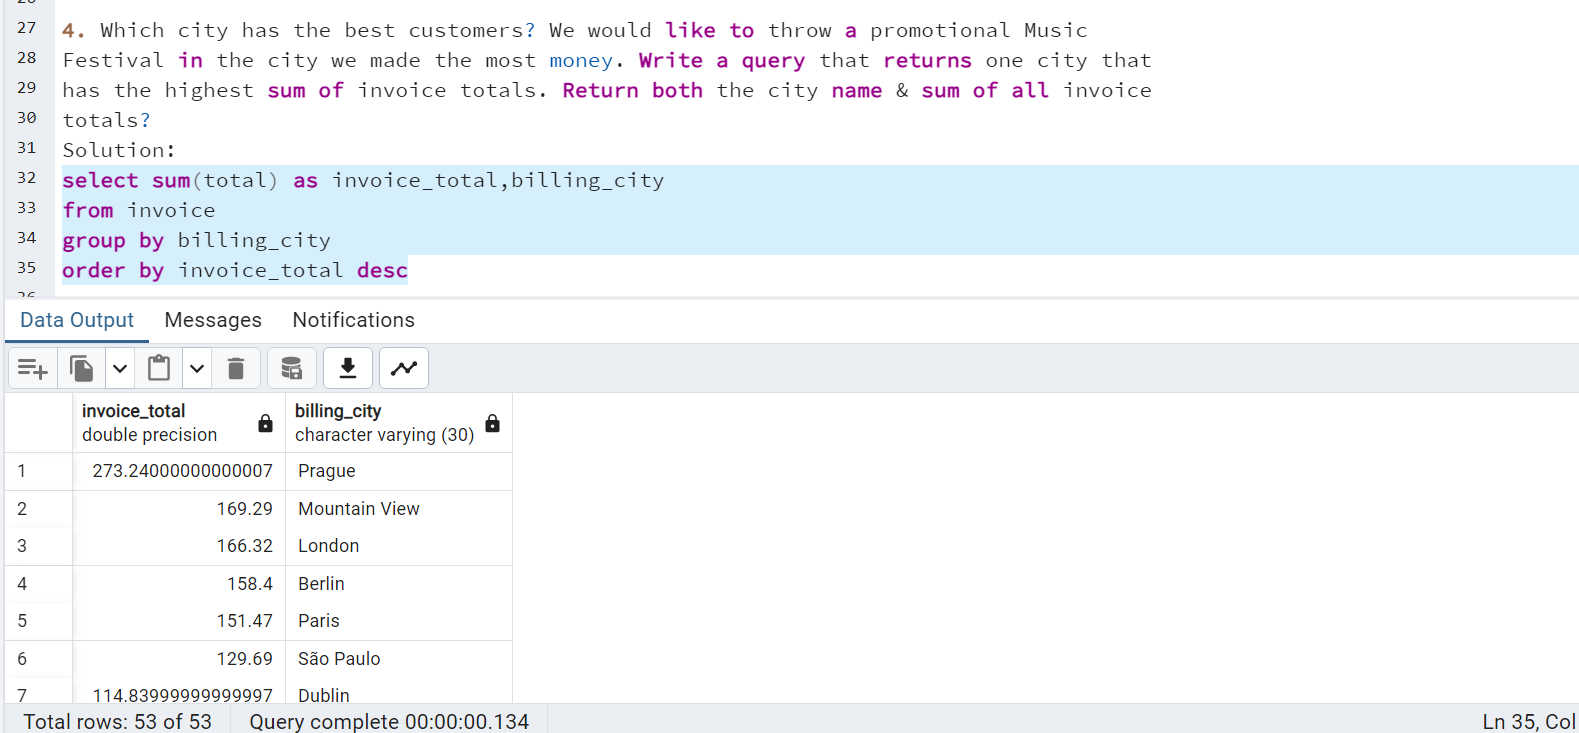 27 4. Which city has the best customers? We would like to throw a promotional Music
28 Festival in the city we made the most money. Write a query that returns one city that
29 has the highest sum of invoice totals. Return both the city name & sum of all invoice
30 totals?
31 Solution:
32 select sum(total) as invoice_total,billing_city
33 from invoice
34 group by billing_city
35 order by invoice_total desc
Data Output Messages Notifications
invoice_total billing_city
double precision character varying (30)
1 273.24000000000007 Prague
2 169.29 Mountain View
3 166.32 London
4 158.4 Berlin
5 151.47 Paris
6 129.69 São Paulo
7 114.83999999999997 Dublin
Total rows: 53 of 53 Query complete 00:00:00.134 Ln 35, Col